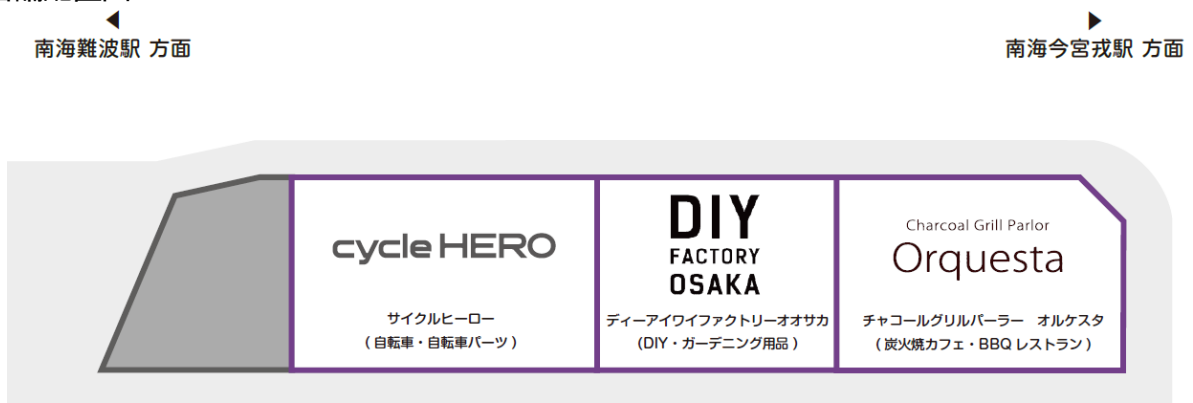 ◀
南海難波駅 方面
▶
南海今宮戎駅 方面
cycle HERO
サイクルヒーロー
( 自転車・自転車パーツ )
DIY
FACTORY
OSAKA
ディーアイワイファクトリーオオサカ
(DIY・ガーデニング用品 )
Charcoal Grill Parlor
Orquesta
チャコールグリルパーラー オルケスタ
( 炭火焼カフェ・BBQ レストラン )